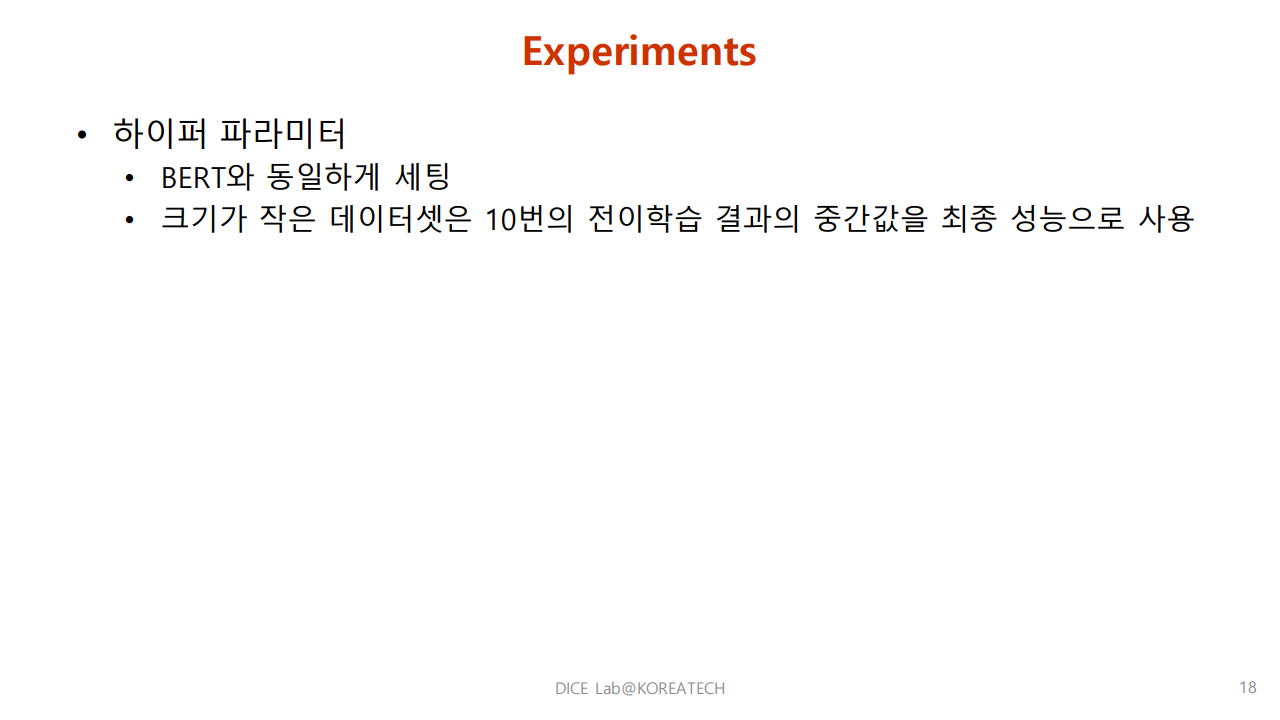 Experiments
• 하이퍼 파라미터
• BERT와 동일하게 세팅
• 크기가 작은 데이터셋은 10번의 전이학습 결과의 중간값을 최종 성능으로 사용
DICE Lab@KOREATECH
18